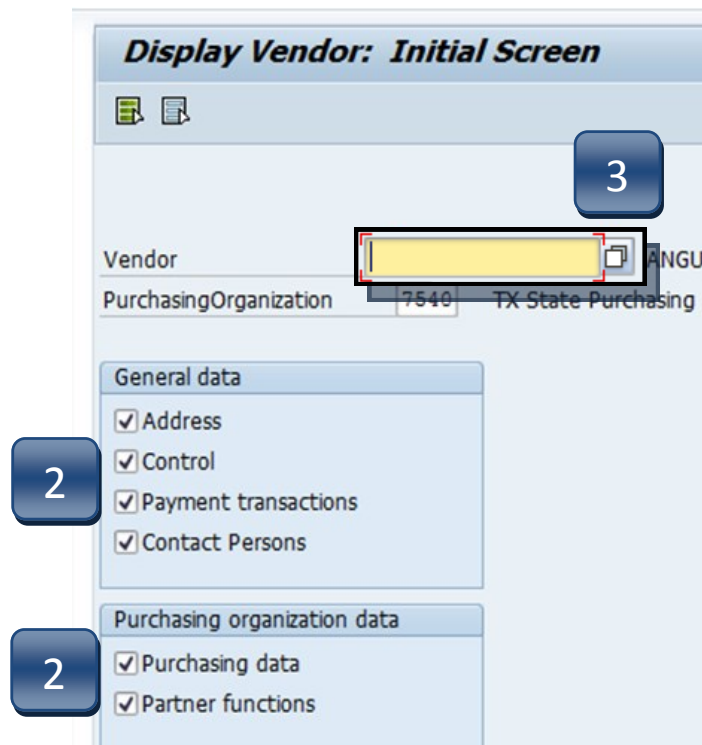 Display Vendor: Initial Screen
3
Vendor ANGU
PurchasingOrganization 7540 TX State Purchasing
General data
Address
2 Control
Payment transactions
Contact Persons
Purchasing organization data
2 Purchasing data
Partner functions